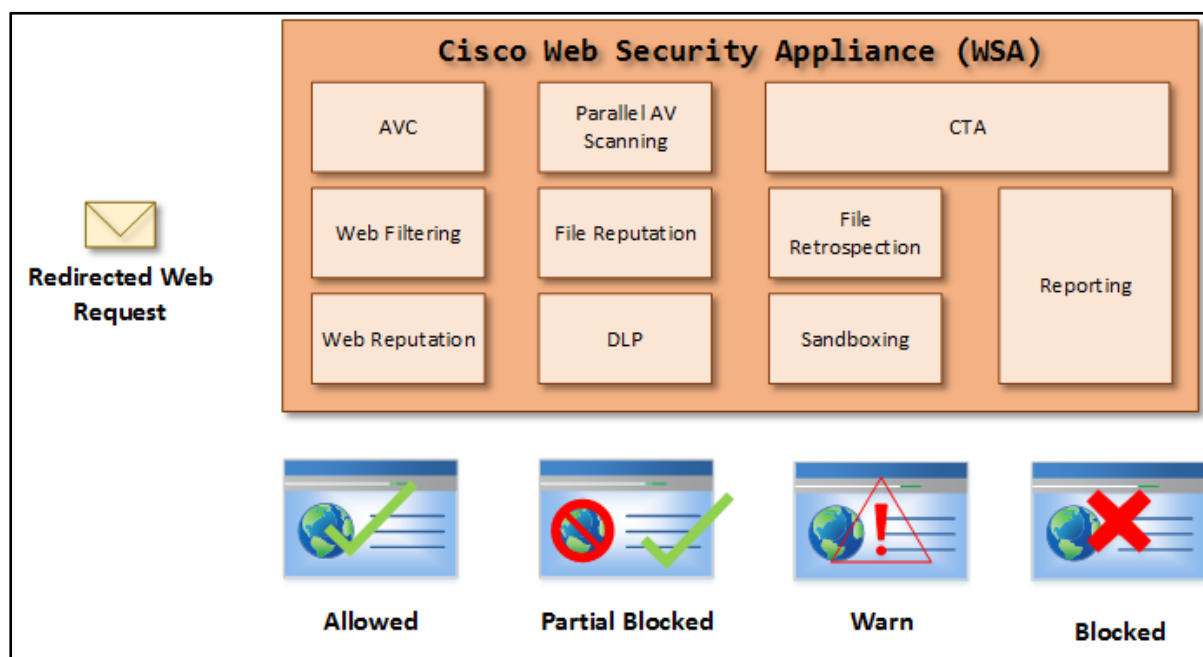 Cisco Web Security Appliance (WSA)
AVC
Parallel AV
Scanning
CTA
Web Filtering
File Reputation
File
Retrospection
Reporting
Redirected Web
Request
Web Reputation
DLP
Sandboxing
Allowed
Partial Blocked
Warn
Blocked